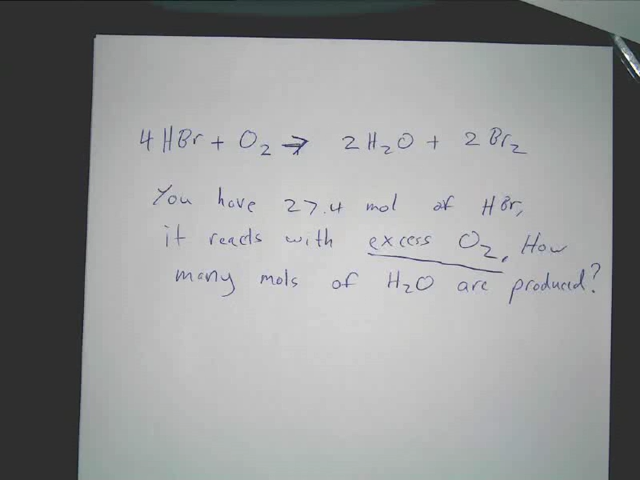 4HBr + O₂ → 2H₂O + 2Br₂
You have 27.4 mol of HBr,
it reacts with excess O₂. How
many mols of H₂O are produced?